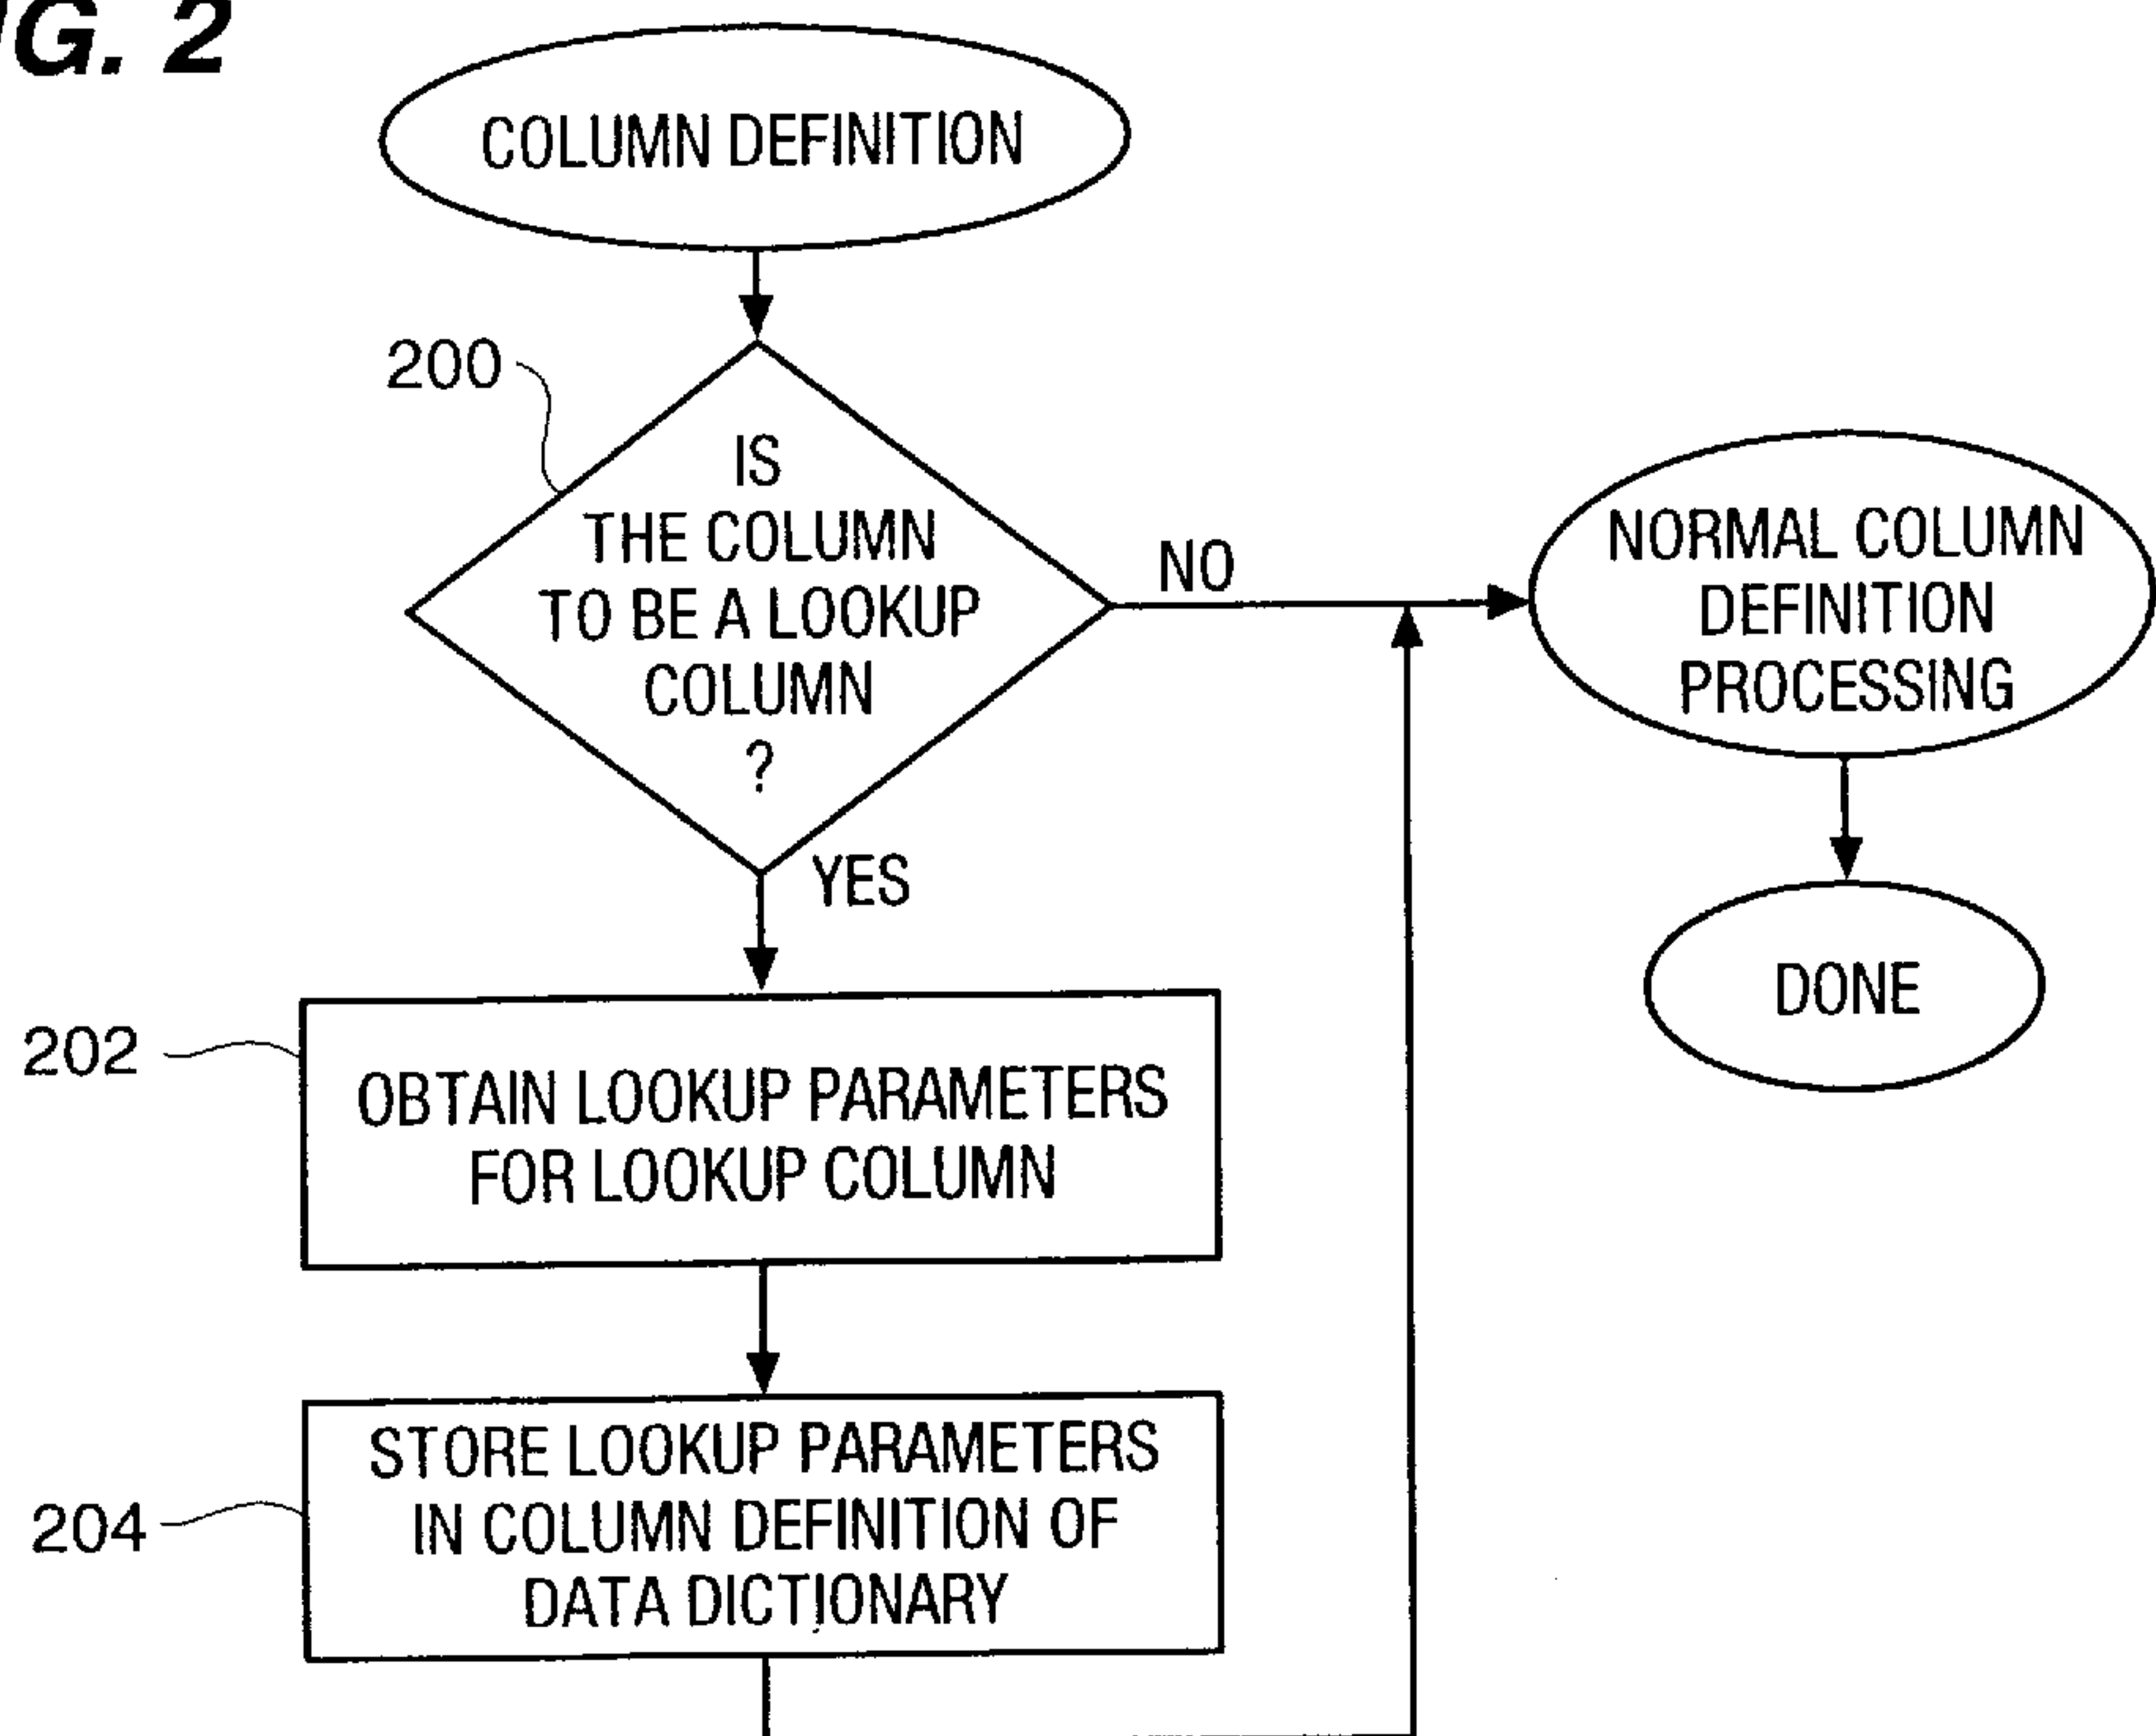 G. 2
COLUMN DEFINITION
200
IS
THE COLUMN
TO BE A LOOKUP
COLUMN
?
NO
YES
NORMAL COLUMN
DEFINITION
PROCESSING
DONE
202
OBTAIN LOOKUP PARAMETERS
FOR LOOKUP COLUMN
204
STORE LOOKUP PARAMETERS
IN COLUMN DEFINITION OF
DATA DICTIONARY